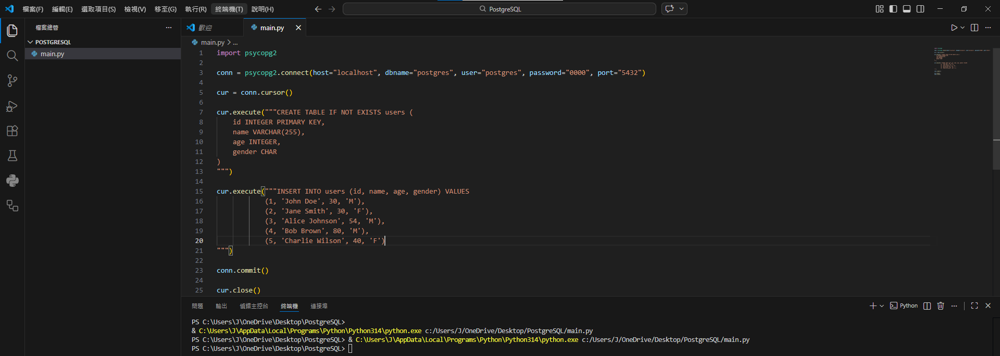 檔案(F) 編輯(E) 選取項目(S) 檢視(V) 移至(G) 執行(R) 終端機(T) 說明(H) PostgreSQL
檔案總管 ···
歡迎 main.py
POSTGRESQL
main.py
main.py > ...
1 import psycopg2
2
3 conn = psycopg2.connect(host="localhost", dbname="postgres", user="postgres", password="0000", port="5432")
4
5 cur = conn.cursor()
6
7 cur.execute("""CREATE TABLE IF NOT EXISTS users (
8 id INTEGER PRIMARY KEY,
9 name VARCHAR(255),
10 age INTEGER,
11 gender CHAR
12 )
13 """)
14
15 cur.execute("""INSERT INTO users (id, name, age, gender) VALUES
16 (1, 'John Doe', 30, 'M'),
17 (2, 'Jane Smith', 30, 'F'),
18 (3, 'Alice Johnson', 54, 'M'),
19 (4, 'Bob Brown', 80, 'M'),
20 (5, 'Charlie Wilson', 40, 'F')
21 """)
22
23 conn.commit()
24
25 cur.close()
問題 輸出 偵錯主控台 終端機 連接埠 Python
PS C:\Users\J\OneDrive\Desktop\PostgreSQL>
& C:\Users\J\AppData\Local\Programs\Python\Python314\python.exe c:/Users/J/OneDrive/Desktop/PostgreSQL/main.py
PS C:\Users\J\OneDrive\Desktop\PostgreSQL> & C:\Users\J\AppData\Local\Programs\Python\Python314\python.exe c:/Users/J/OneDrive/Desktop/PostgreSQL/main.py
PS C:\Users\J\OneDrive\Desktop\PostgreSQL>